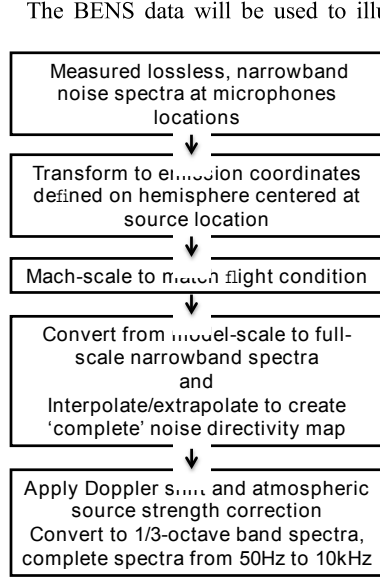 The BENS data will be used to illu
Measured lossless, narrowband
noise spectra at microphones
locations
Transform to emission coordinates
defined on hemisphere centered at
source location
Mach-scale to match flight condition
Convert from model-scale to full-
scale narrowband spectra
and
Interpolate/extrapolate to create
‘complete’ noise directivity map
Apply Doppler shift and atmospheric
source strength correction
Convert to 1/3-octave band spectra,
complete spectra from 50Hz to 10kHz